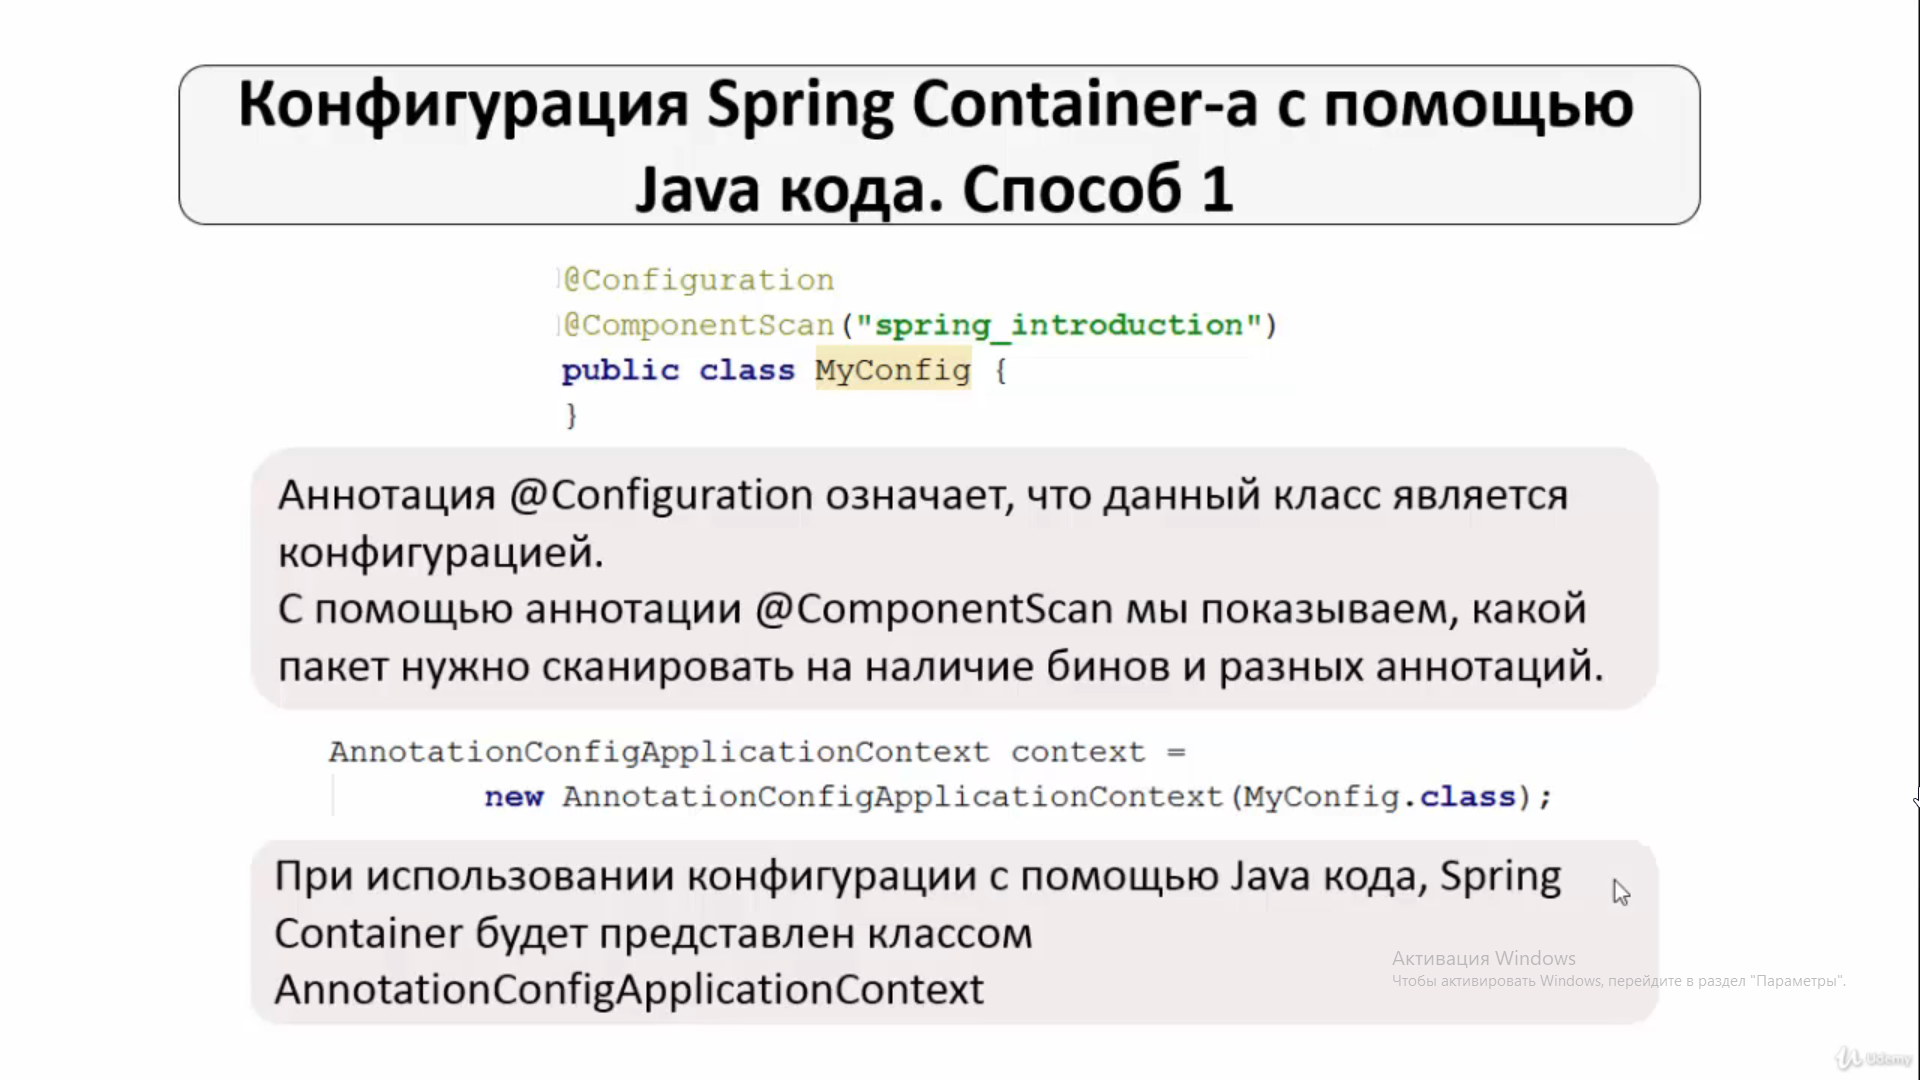 Конфигурация Spring Container-а с помощью
Java кода. Способ 1
@Configuration
@ComponentScan("spring_introduction")
public class MyConfig {
}
Аннотация @Configuration означает, что данный класс является
конфигурацией.
С помощью аннотации @ComponentScan мы показываем, какой
пакет нужно сканировать на наличие бинов и разных аннотаций.
AnnotationConfigApplicationContext context =
new AnnotationConfigApplicationContext(MyConfig.class);
При использовании конфигурации с помощью Java кода, Spring
Container будет представлен классом
AnnotationConfigApplicationContext
Активация Windows
Чтобы активировать Windows, перейдите в раздел "Параметры".
Udemy